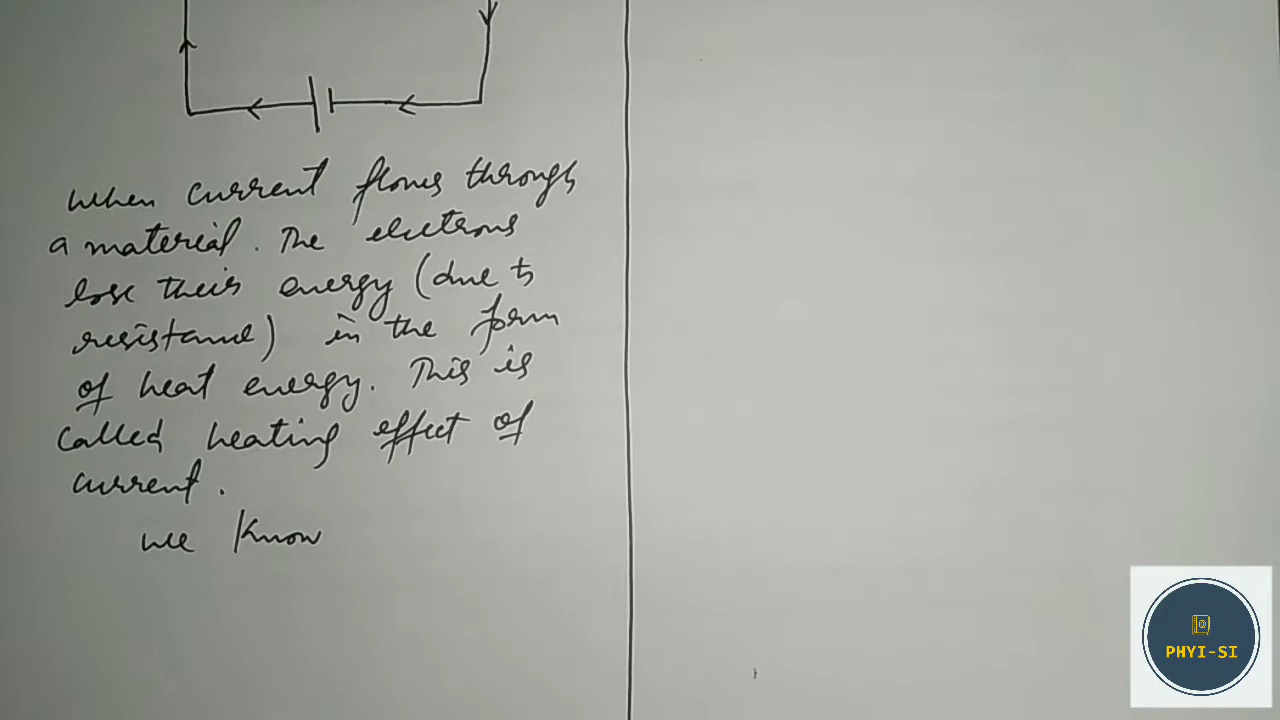 when current flows through
a material. The electrons
lose their energy (due to
resistance) in the form
of heat energy. This is
called heating effect of
current.
we know
PHYI-SI